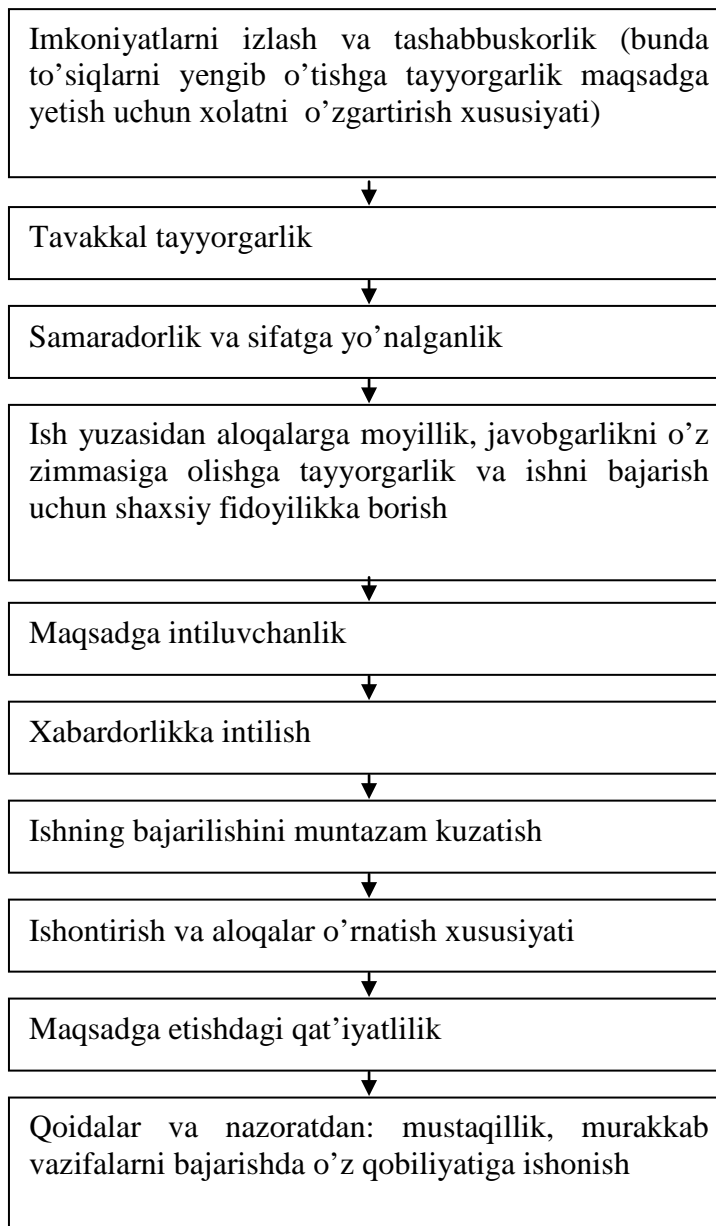 Imkoniyatlarni izlash va tashabbuskorlik (bunda
to’siqlarni yengib o’tishga tayyorgarlik maqsadga
yetish uchun xolatni o’zgartirish xususiyati)
Tavakkal tayyorgarlik
Samaradorlik va sifatga yo’nalganlik
Ish yuzasidan aloqalarga moyillik, javobgarlikni o’z
zimmasiga olishga tayyorgarlik va ishni bajarish
uchun shaxsiy fidoyilikka borish
Maqsadga intiluvchanlik
Xabardorlikka intilish
Ishning bajarilishini muntazam kuzatish
Ishontirish va aloqalar o’rnatish xususiyati
Maqsadga etishdagi qat’iyatlilik
Qoidalar va nazoratdan: mustaqillik, murakkab
vazifalarni bajarishda o’z qobiliyatiga ishonish